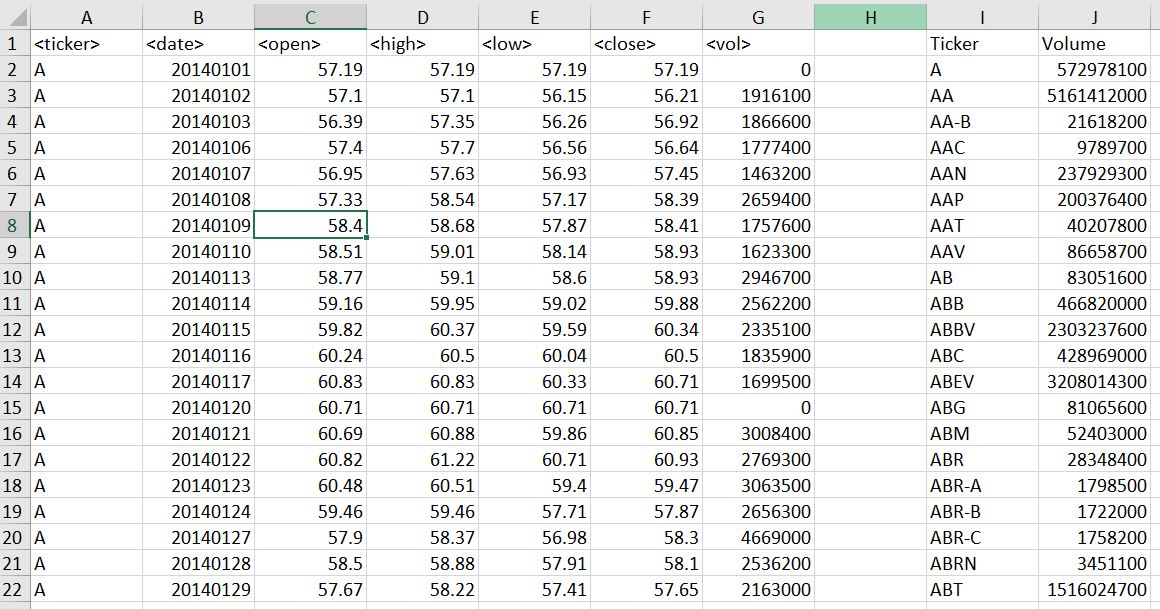 A B C D E F G H I J
1 <ticker> <date> <open> <high> <low> <close> <vol> Ticker Volume
2 A 20140101 57.19 57.19 57.19 57.19 0 A 572978100
3 A 20140102 57.1 57.1 56.15 56.21 1916100 AA 5161412000
4 A 20140103 56.39 57.35 56.26 56.92 1866600 AA-B 21618200
5 A 20140106 57.4 57.7 56.56 56.64 1777400 AAC 9789700
6 A 20140107 56.95 57.63 56.93 57.45 1463200 AAN 237929300
7 A 20140108 57.33 58.54 57.17 58.39 2659400 AAP 200376400
8 A 20140109 58.4 58.68 57.87 58.41 1757600 AAT 40207800
9 A 20140110 58.51 59.01 58.14 58.93 1623300 AAV 86658700
10 A 20140113 58.77 59.1 58.6 58.93 2946700 AB 83051600
11 A 20140114 59.16 59.95 59.02 59.88 2562200 ABB 466820000
12 A 20140115 59.82 60.37 59.59 60.34 2335100 ABBV 2303237600
13 A 20140116 60.24 60.5 60.04 60.5 1835900 ABC 428969000
14 A 20140117 60.83 60.83 60.33 60.71 1699500 ABEV 3208014300
15 A 20140120 60.71 60.71 60.71 60.71 0 ABG 81065600
16 A 20140121 60.69 60.88 59.86 60.85 3008400 ABM 52403000
17 A 20140122 60.82 61.22 60.71 60.93 2769300 ABR 28348400
18 A 20140123 60.48 60.51 59.4 59.47 3063500 ABR-A 1798500
19 A 20140124 59.46 59.46 57.71 57.87 2656300 ABR-B 1722000
20 A 20140127 57.9 58.37 56.98 58.3 4669000 ABR-C 1758200
21 A 20140128 58.5 58.88 57.91 58.1 2536200 ABRN 3451100
22 A 20140129 57.67 58.22 57.41 57.65 2163000 ABT 1516024700